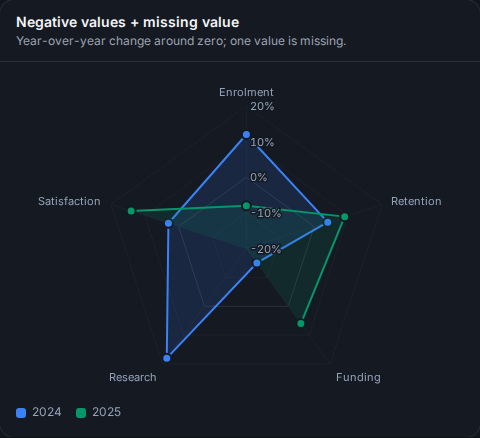 Negative values + missing value
Year-over-year change around zero; one value is missing.
Enrolment
20%
10%
0%
-10%
-20%
Satisfaction
Retention
Research
Funding
2024
2025